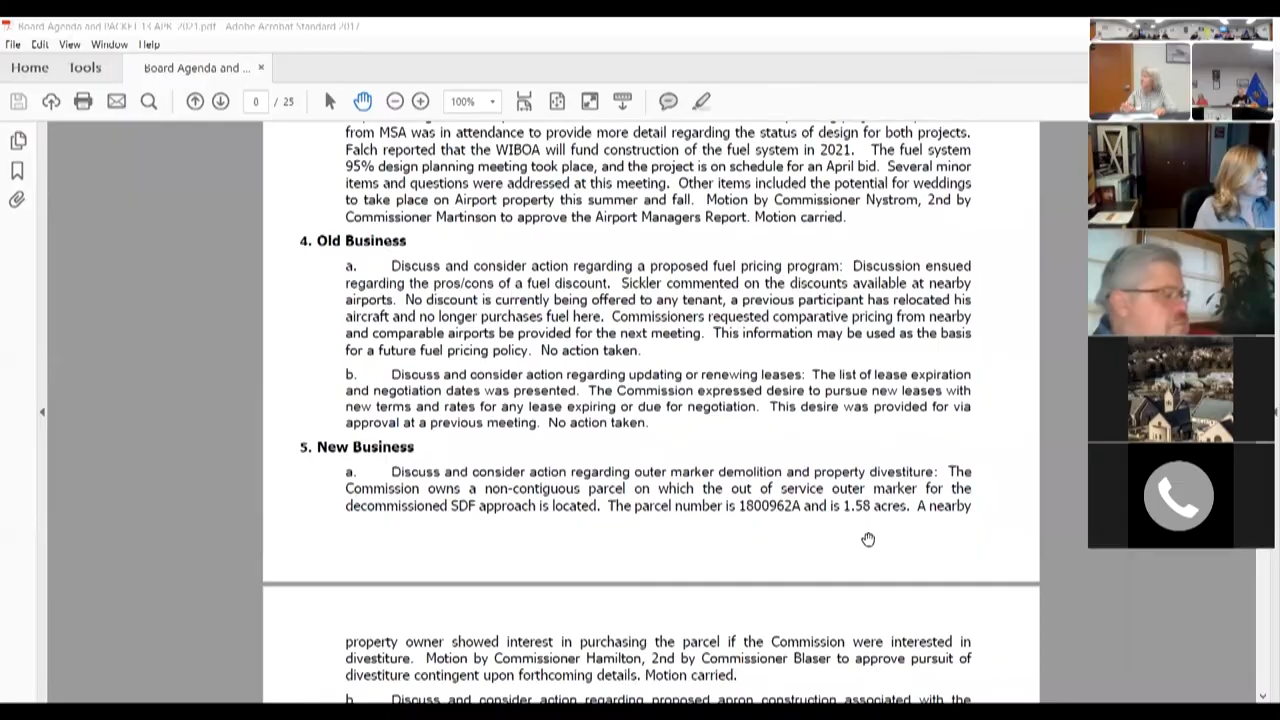 Board Agenda and PACKET 13 APR 2021.pdf - Adobe Acrobat Standard 2017
File Edit View Window Help
Home Tools Board Agenda and ... ×
0 / 25 100%
from MSA was in attendance to provide more detail regarding the status of design for both projects.
Falch reported that the WIBOA will fund construction of the fuel system in 2021. The fuel system
95% design planning meeting took place, and the project is on schedule for an April bid. Several minor
items and questions were addressed at this meeting. Other items included the potential for weddings
to take place on Airport property this summer and fall. Motion by Commissioner Nystrom, 2nd by
Commissioner Martinson to approve the Airport Managers Report. Motion carried.
4. Old Business
a. Discuss and consider action regarding a proposed fuel pricing program: Discussion ensued
regarding the pros/cons of a fuel discount. Sickler commented on the discounts available at nearby
airports. No discount is currently being offered to any tenant, a previous participant has relocated his
aircraft and no longer purchases fuel here. Commissioners requested comparative pricing from nearby
and comparable airports be provided for the next meeting. This information may be used as the basis
for a future fuel pricing policy. No action taken.
b. Discuss and consider action regarding updating or renewing leases: The list of lease expiration
and negotiation dates was presented. The Commission expressed desire to pursue new leases with
new terms and rates for any lease expiring or due for negotiation. This desire was provided for via
approval at a previous meeting. No action taken.
5. New Business
a. Discuss and consider action regarding outer marker demolition and property divestiture: The
Commission owns a non-contiguous parcel on which the out of service outer marker for the
decommissioned SDF approach is located. The parcel number is 1800962A and is 1.58 acres. A nearby
property owner showed interest in purchasing the parcel if the Commission were interested in
divestiture. Motion by Commissioner Hamilton, 2nd by Commissioner Blaser to approve pursuit of
divestiture contingent upon forthcoming details. Motion carried.
b. Discuss and consider action regarding proposed apron construction associated with the